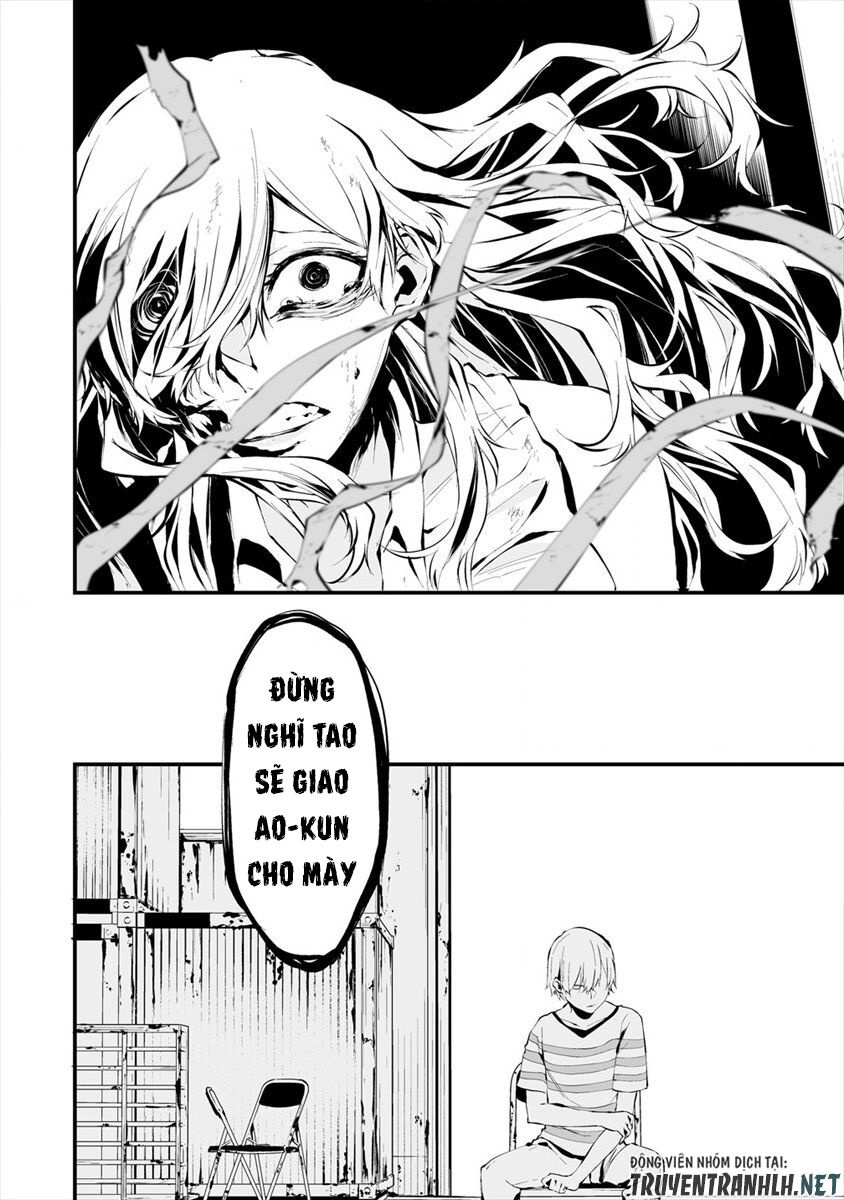 ĐỪNG
NGHĨ TAO
SẼ GIAO
AO-KUN
CHO MÀY
ĐỘNG VIÊN NHÓM DỊCH TẠI:
TRUYENTRANHLH.NET